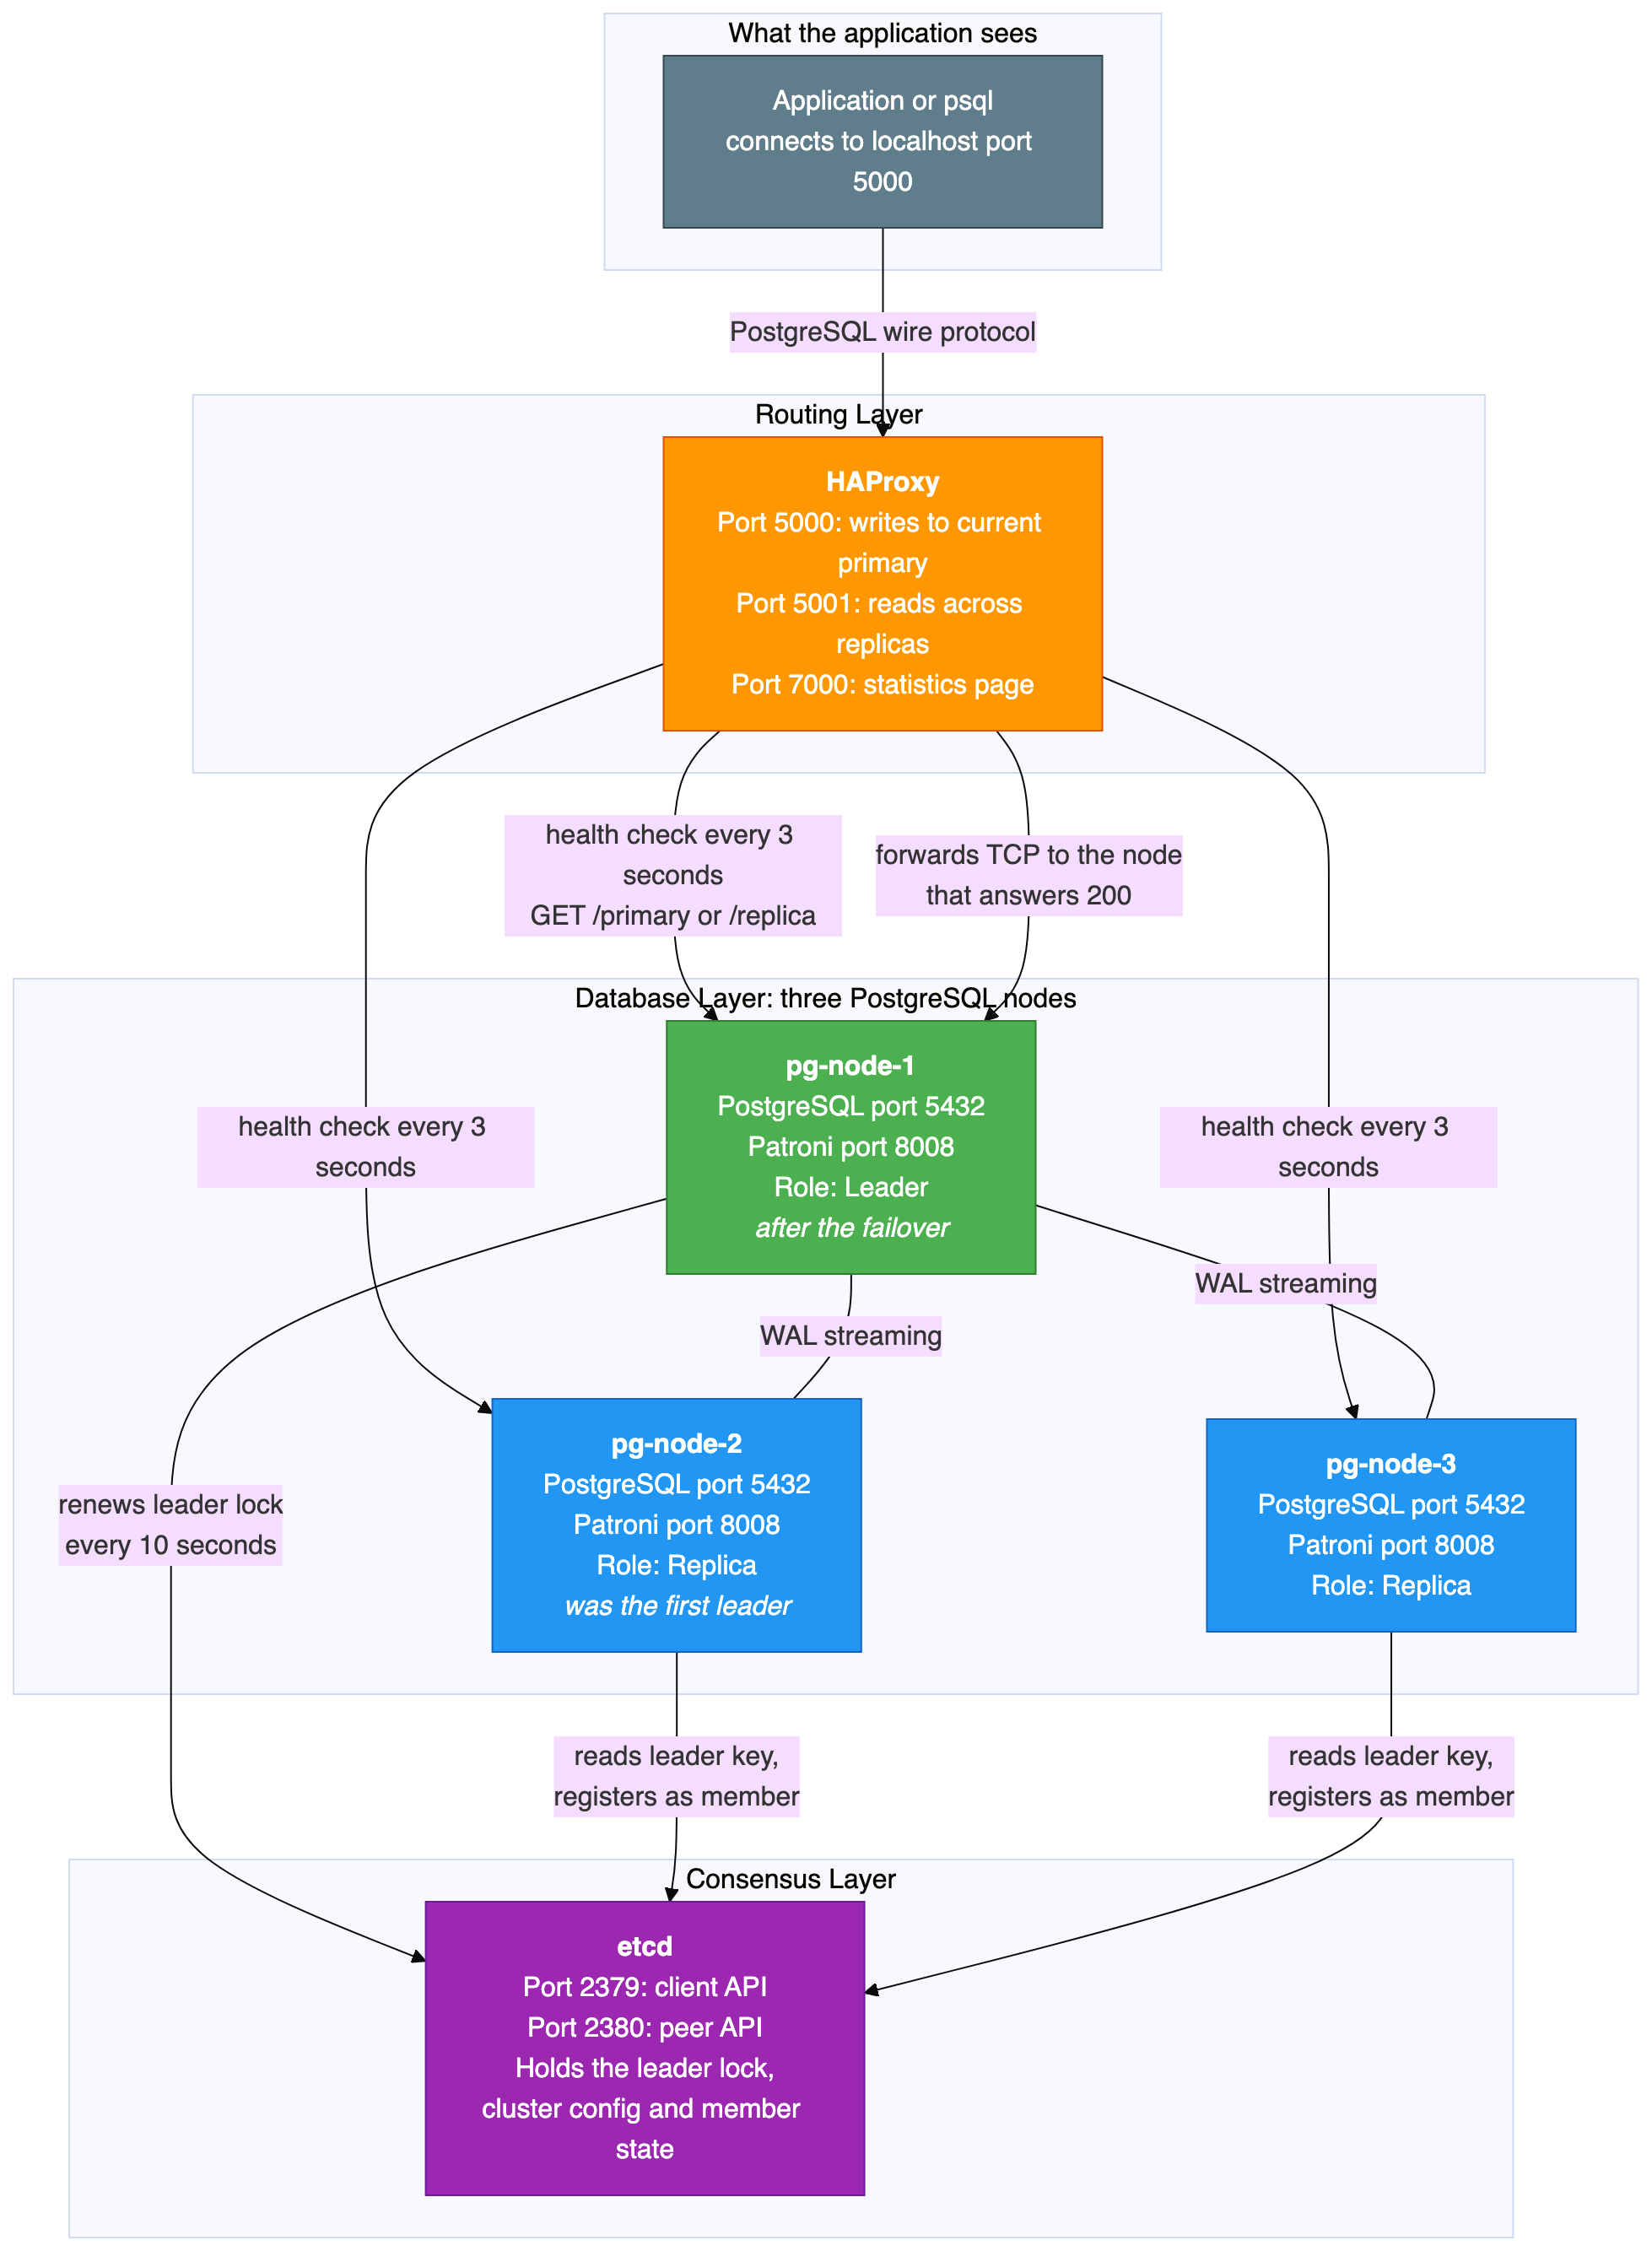 What the application sees
Application or psql
connects to localhost port
5000
PostgreSQL wire protocol
Routing Layer
HAProxy
Port 5000: writes to current
primary
Port 5001: reads across
replicas
Port 7000: statistics page
health check every 3
seconds
GET /primary or /replica
forwards TCP to the node
that answers 200
Database Layer: three PostgreSQL nodes
pg-node-1
PostgreSQL port 5432
Patroni port 8008
Role: Leader
after the failover
health check every 3
seconds
health check every 3
seconds
WAL streaming
WAL streaming
pg-node-2
PostgreSQL port 5432
Patroni port 8008
Role: Replica
was the first leader
pg-node-3
PostgreSQL port 5432
Patroni port 8008
Role: Replica
renews leader lock
every 10 seconds
reads leader key,
registers as member
reads leader key,
registers as member
Consensus Layer
etcd
Port 2379: client API
Port 2380: peer API
Holds the leader lock,
cluster config and member
state